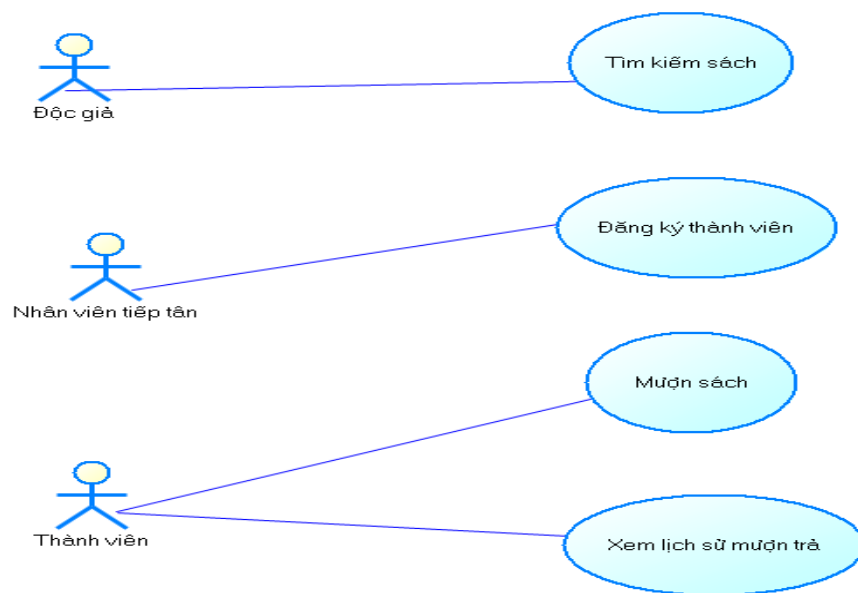 Tìm kiếm sách
Độc giả
Đăng ký thành viên
Nhân viên tiếp tân
Mượn sách
Thành viên
Xem lịch sử mượn trả